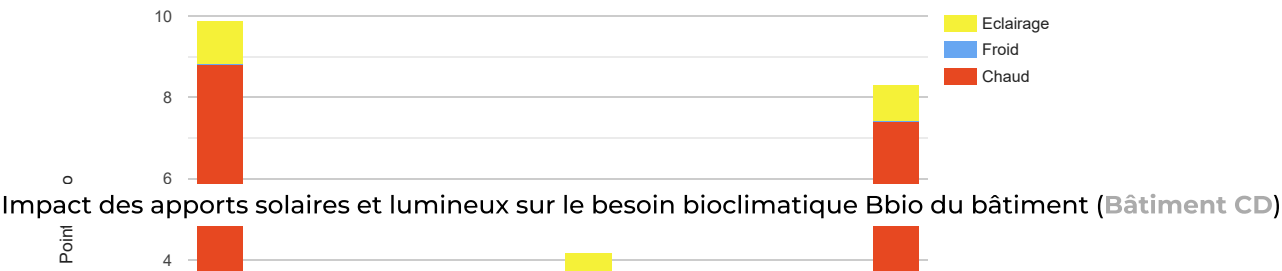 10
Eclairage
Froid
Chaud
8
6
Impact des apports solaires et lumineux sur le besoin bioclimatique Bbio du bâtiment (Bâtiment CD)
4